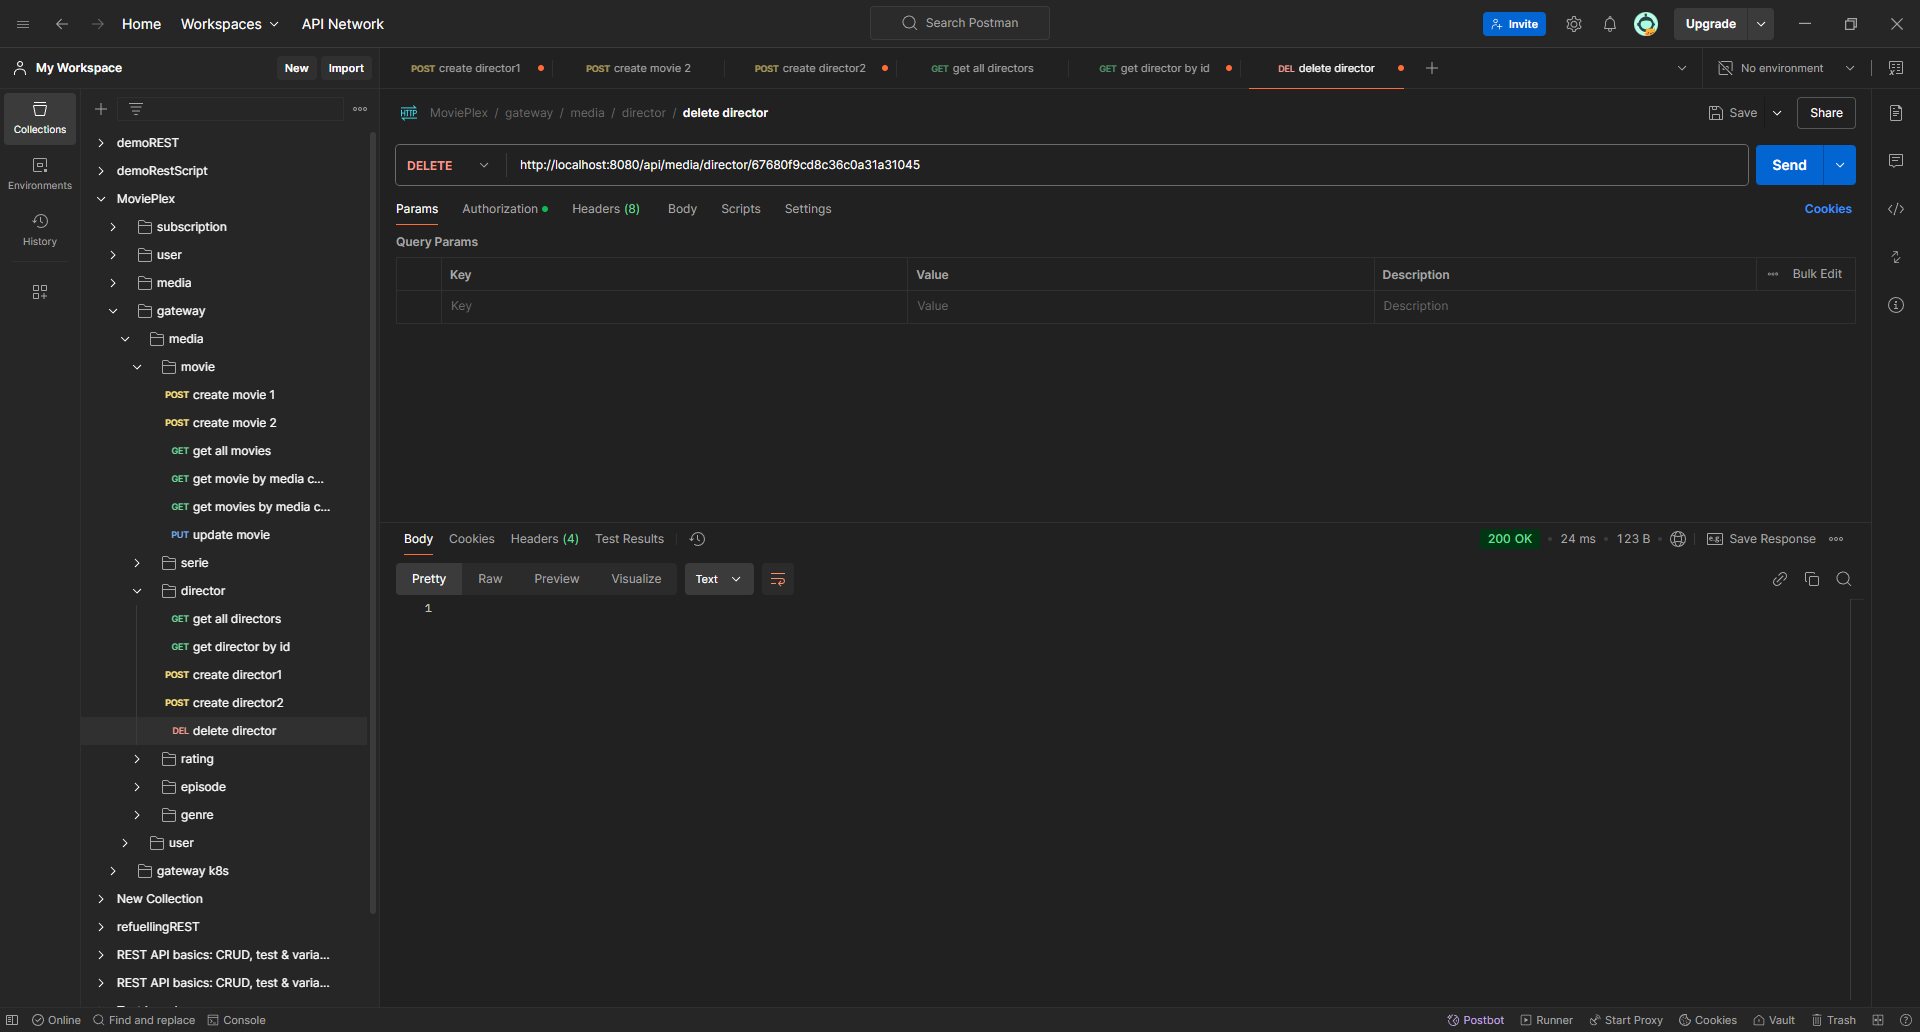 Home Workspaces API Network Search Postman Invite Upgrade
My Workspace New Import
POST create director1 POST create movie 2 POST create director2 GET get all directors GET get director by id DEL delete director No environment
Collections
Environments
History
demoREST
demoRestScript
MoviePlex
subscription
user
media
gateway
media
movie
POST create movie 1
POST create movie 2
GET get all movies
GET get movie by media c...
GET get movies by media c...
PUT update movie
serie
director
GET get all directors
GET get director by id
POST create director1
POST create director2
DEL delete director
rating
episode
genre
user
gateway k8s
New Collection
refuellingREST
REST API basics: CRUD, test & varia...
REST API basics: CRUD, test & varia...
HTTP MoviePlex / gateway / media / director / delete director Save Share
DELETE http://localhost:8080/api/media/director/67680f9cd8c36c0a31a31045 Send
Params Authorization Headers (8) Body Scripts Settings Cookies
Query Params
Key Value Description Bulk Edit
Key Value Description
Body Cookies Headers (4) Test Results 200 OK 24 ms 123 B Save Response
Pretty Raw Preview Visualize Text
1
Online Find and replace Console Postbot Runner Start Proxy Cookies Vault Trash